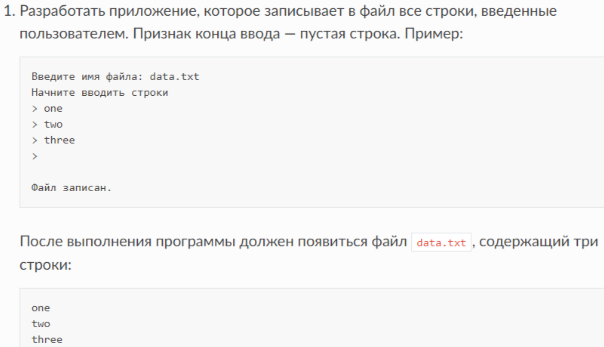 1. Разработать приложение, которое записывает в файл все строки, введенные
пользователем. Признак конца ввода — пустая строка. Пример:
Введите имя файла: data.txt
Начните вводить строки
> one
> two
> three
>
Файл записан.
После выполнения программы должен появиться файл data.txt, содержащий три
строки:
one
two
three